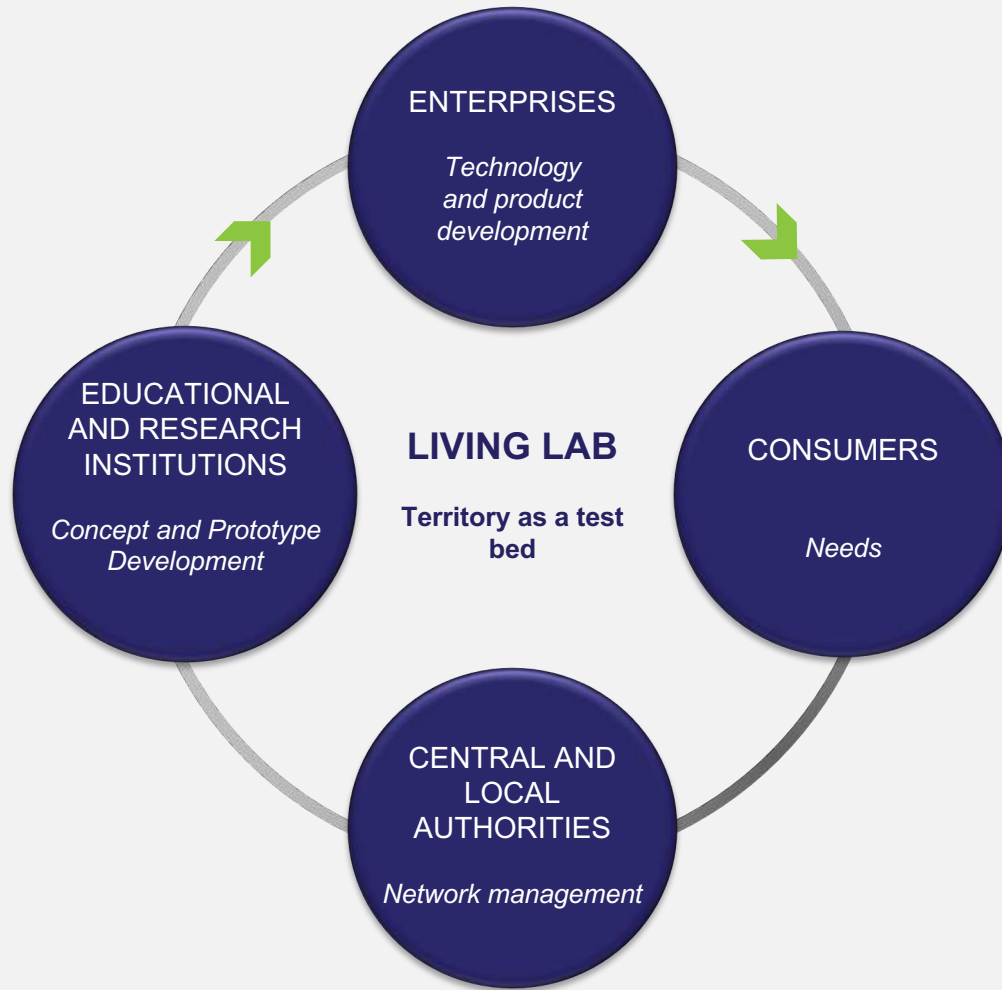 ENTERPRISES
Technology
and product
development
EDUCATIONAL
AND RESEARCH
INSTITUTIONS
Concept and Prototype
Development
LIVING LAB
Territory as a test
bed
CONSUMERS
Needs
CENTRAL AND
LOCAL
AUTHORITIES
Network management